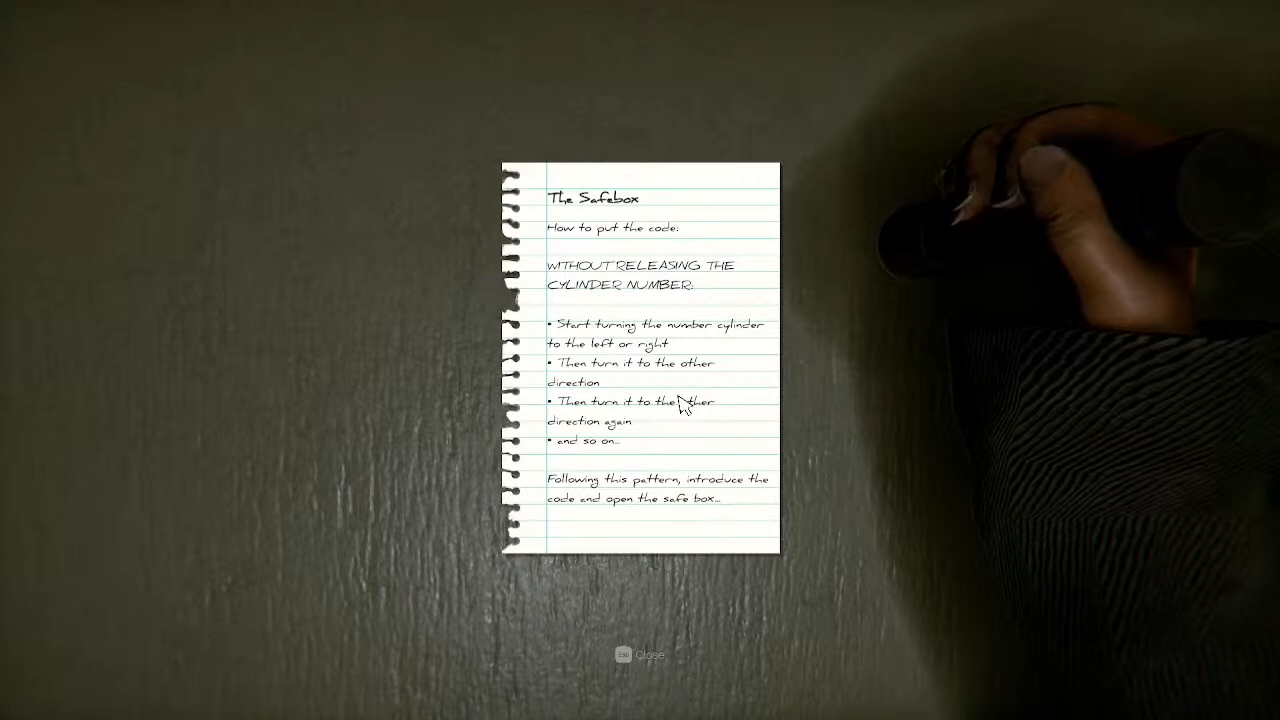 The Safebox
How to put the code:
WITHOUT RELEASING THE
CYLINDER NUMBER:
• Start turning the number cylinder
to the left or right
• Then turn it to the other
direction
• Then turn it to the other
direction again
• and so on...
Following this pattern, introduce the
code and open the safe box...
Esc Close